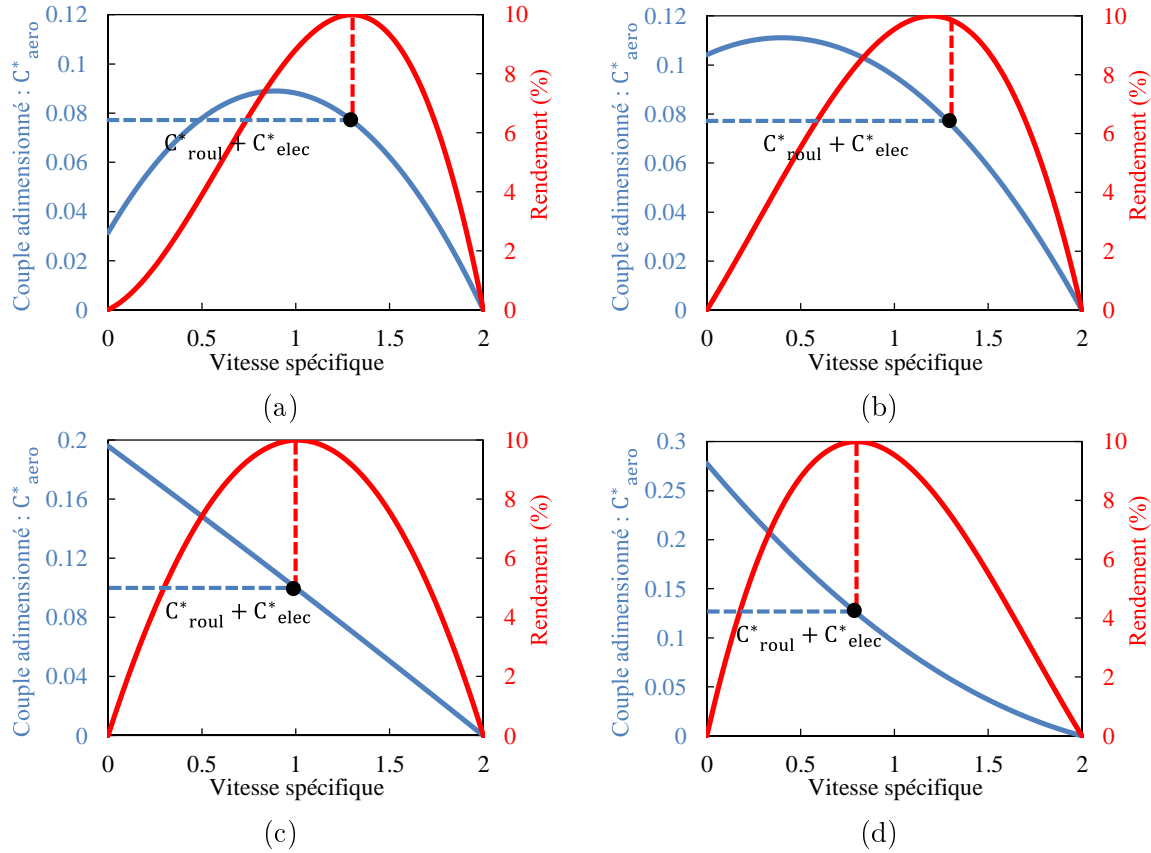 Couple adimensionné : C*aero
0.12
0.1
0.08
0.06
0.04
0.02
0
C*roul + C*elec
10
8
6
4
2
0
Rendement (%)
0 0.5 1 1.5 2
Vitesse spécifique
(a)
Couple adimensionné : C*aero
0.12
0.1
0.08
0.06
0.04
0.02
0
C*roul + C*elec
10
8
6
4
2
0
Rendement (%)
0 0.5 1 1.5 2
Vitesse spécifique
(b)
Couple adimensionné : C*aero
0.2
0.16
0.12
0.08
0.04
0
C*roul + C*elec
10
8
6
4
2
0
Rendement (%)
0 0.5 1 1.5 2
Vitesse spécifique
(c)
Couple adimensionné : C*aero
0.3
0.25
0.2
0.15
0.1
0.05
0
C*roul + C*elec
10
8
6
4
2
0
Rendement (%)
0 0.5 1 1.5 2
Vitesse spécifique
(d)